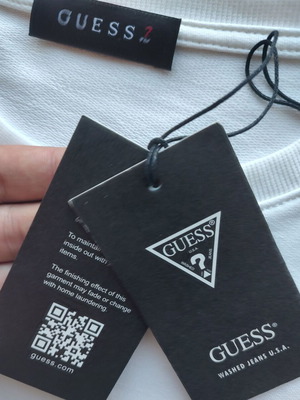 GUESS ?
To maintain
inside out with
items.
The finishing effect of this
garment may fade or change
with home laundering.
guess.com
GUESS®
U.S.A.
?
GUESS®
WASHED JEANS U.S.A.